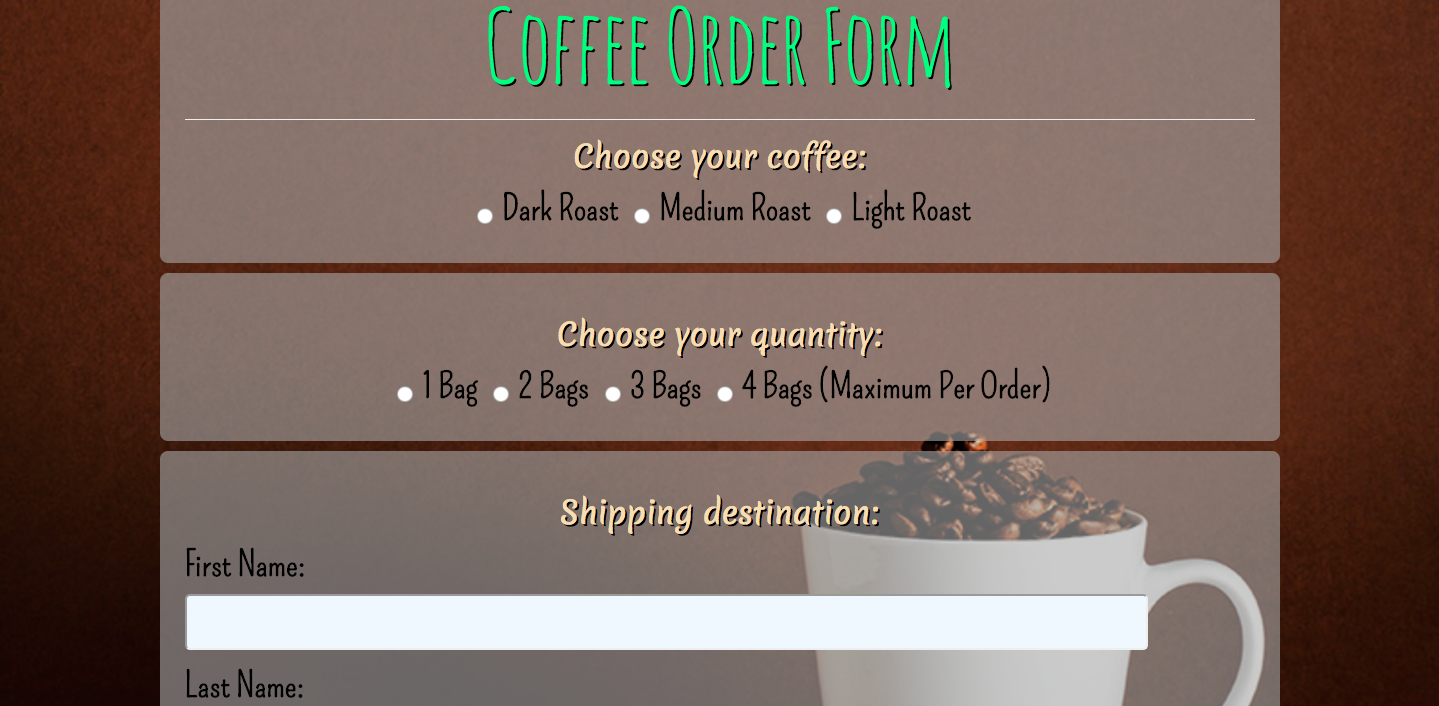 Coffee Order Form
Choose your coffee:
Dark Roast Medium Roast Light Roast
Choose your quantity:
1 Bag 2 Bags 3 Bags 4 Bags (Maximum Per Order)
Shipping destination:
First Name:
Last Name: